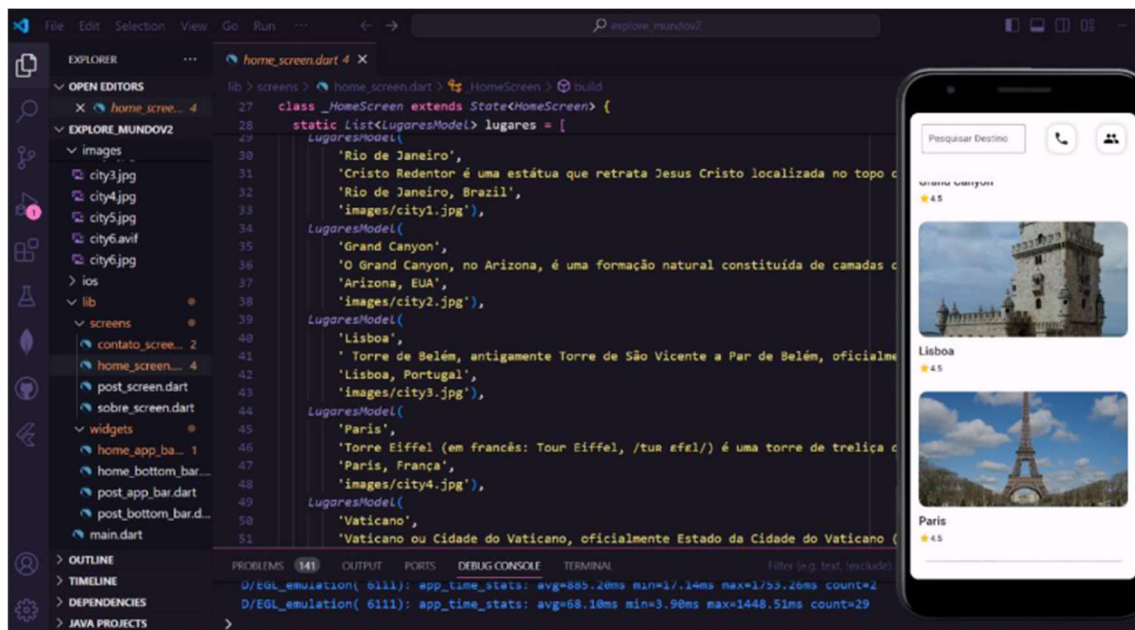 File Edit Selection View Go Run ··· ← → explore_mundov2
EXPLORER ···
OPEN EDITORS
home_scree... 4
EXPLORE_MUNDOV2
images
city3.jpg
city4.jpg
city5.jpg
city6.avif
city6.jpg
ios
lib
screens
contato_scree... 2
home_screen.... 4
post_screen.dart
sobre_screen.dart
widgets
home_app_ba... 1
home_bottom_bar....
post_app_bar.dart
post_bottom_bar.d...
main.dart
OUTLINE
TIMELINE
DEPENDENCIES
JAVA PROJECTS
1
home_screen.dart 4
lib > screens > home_screen.dart > _HomeScreen > build
27 class _HomeScreen extends State<HomeScreen> {
28 static List<LugaresModel> lugares = [
29 LugaresModel(
30 'Rio de Janeiro',
31 'Cristo Redentor é uma estátua que retrata Jesus Cristo localizada no topo
32 'Rio de Janeiro, Brazil',
33 'images/city1.jpg'),
34 LugaresModel(
35 'Grand Canyon',
36 'O Grand Canyon, no Arizona, é uma formação natural constituída de camadas
37 'Arizona, EUA',
38 'images/city2.jpg'),
39 LugaresModel(
40 'Lisboa',
41 ' Torre de Belém, antigamente Torre de São Vicente a Par de Belém, oficialme
42 'Lisboa, Portugal',
43 'images/city3.jpg'),
44 LugaresModel(
45 'Paris',
46 'Torre Eiffel (em francês: Tour Eiffel, /tuʀ ɛfɛl/) é uma torre de treliça
47 'Paris, França',
48 'images/city4.jpg'),
49 LugaresModel(
50 'Vaticano',
51 'Vaticano ou Cidade do Vaticano, oficialmente Estado da Cidade do Vaticano (
PROBLEMS 141 OUTPUT PORTS DEBUG CONSOLE TERMINAL Filter (e.g. text, !exclude)
D/EGL_emulation( 6111): app_time_stats: avg=885.20ms min=17.14ms max=1753.26ms count=2
D/EGL_emulation( 6111): app_time_stats: avg=68.10ms min=3.90ms max=1448.51ms count=29
Pesquisar Destino
Grand Canyon
4.5
Lisboa
4.5
Paris
4.5